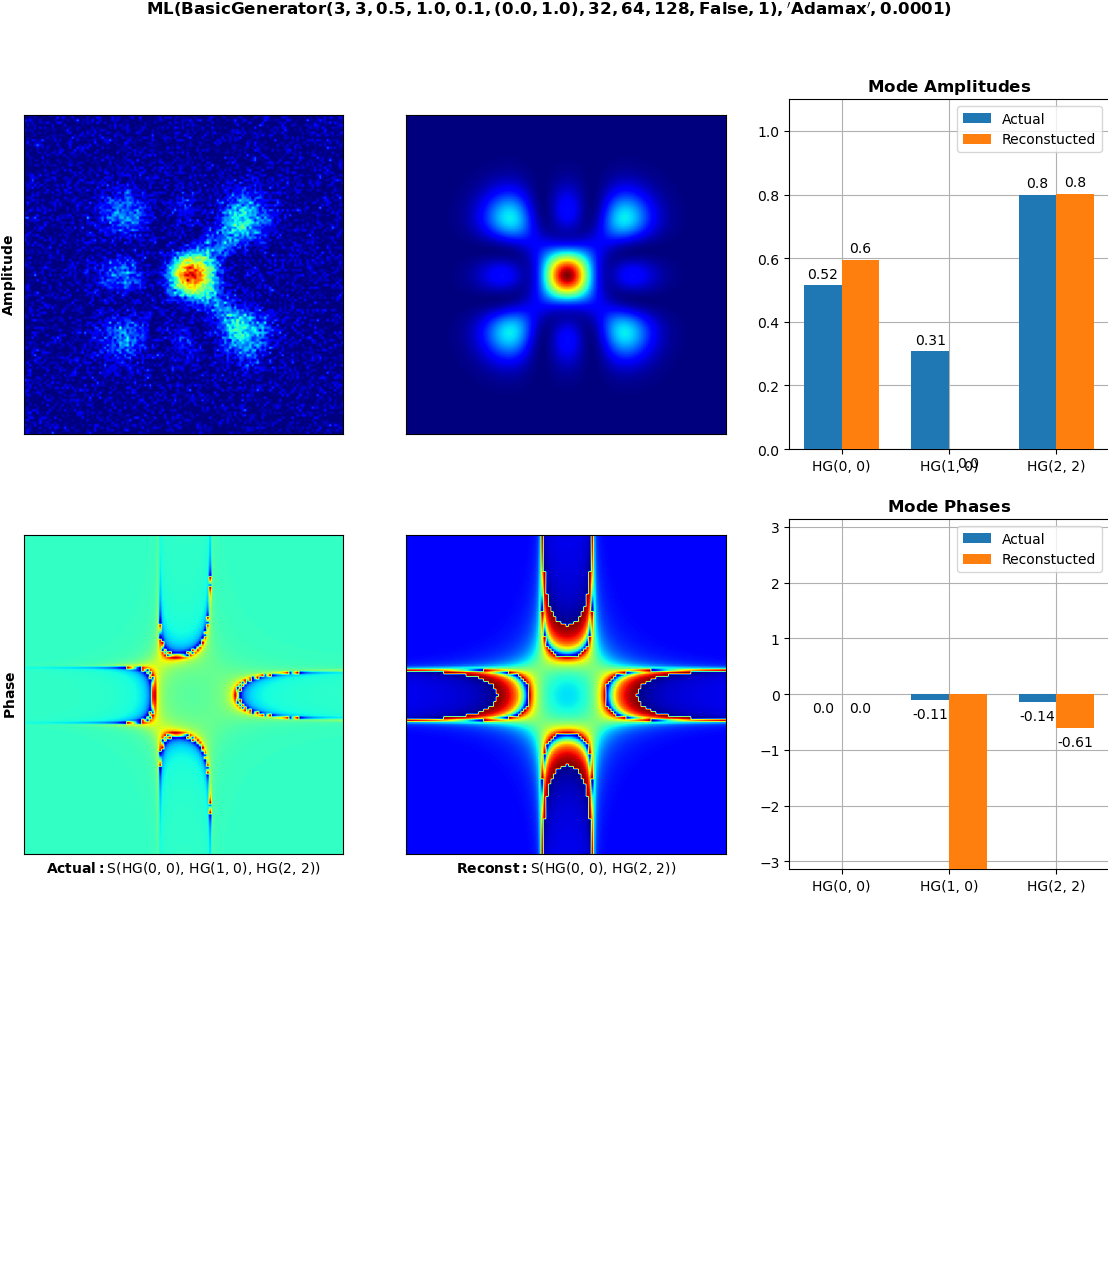 ML(BasicGenerator(3, 3, 0.5, 1.0, 0.1, (0.0, 1.0), 32, 64, 128, False, 1), ′Adamax′, 0.0001)
Amplitude
Mode Amplitudes
Actual
Reconstucted
1.0
0.8
0.6
0.4
0.2
0.0
0.52
0.6
0.31
0.0
0.8
0.8
HG(0, 0)
HG(1, 0)
HG(2, 2)
Phase
Actual: S(HG(0, 0), HG(1, 0), HG(2, 2))
Reconst: S(HG(0, 0), HG(2, 2))
Mode Phases
Actual
Reconstucted
3
2
1
0
−1
−2
−3
0.0
0.0
-0.11
-0.14
-0.61
HG(0, 0)
HG(1, 0)
HG(2, 2)